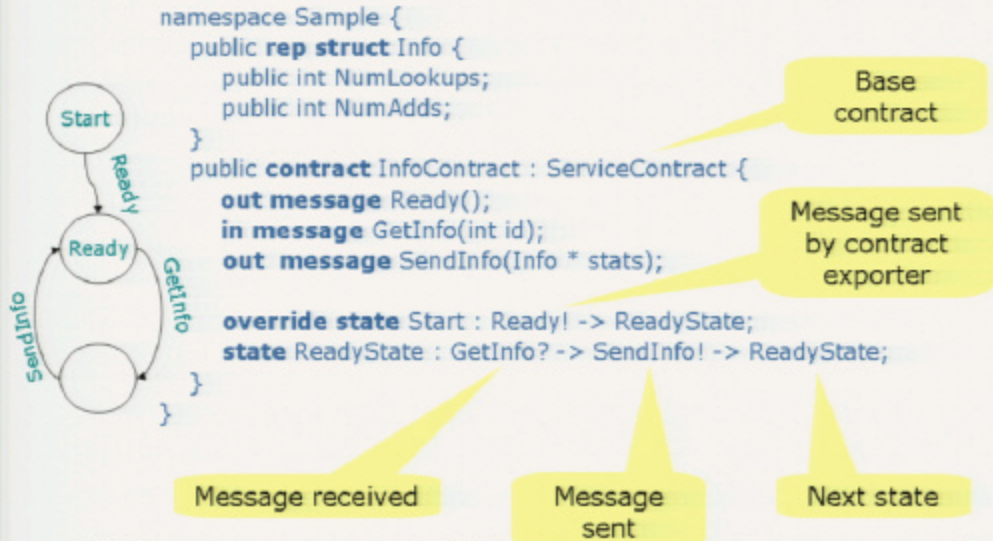 namespace Sample {
public rep struct Info {
public int NumLookups;
public int NumAdds;
}
public contract InfoContract : ServiceContract {
out message Ready();
in message GetInfo(int id);
out message SendInfo(Info * stats);
override state Start : Ready! -> ReadyState;
state ReadyState : GetInfo? -> SendInfo! -> ReadyState;
}
}
Start
Ready
Ready
GetInfo
SendInfo
Base
contract
Message sent
by contract
exporter
Message received
Message
sent
Next state